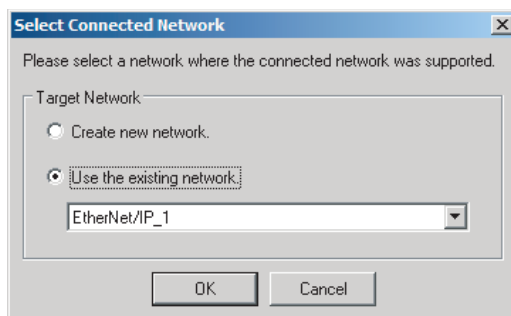 Select Connected Network
Please select a network where the connected network was supported.
Target Network
Create new network.
Use the existing network.
EtherNet/IP_1
OK
Cancel